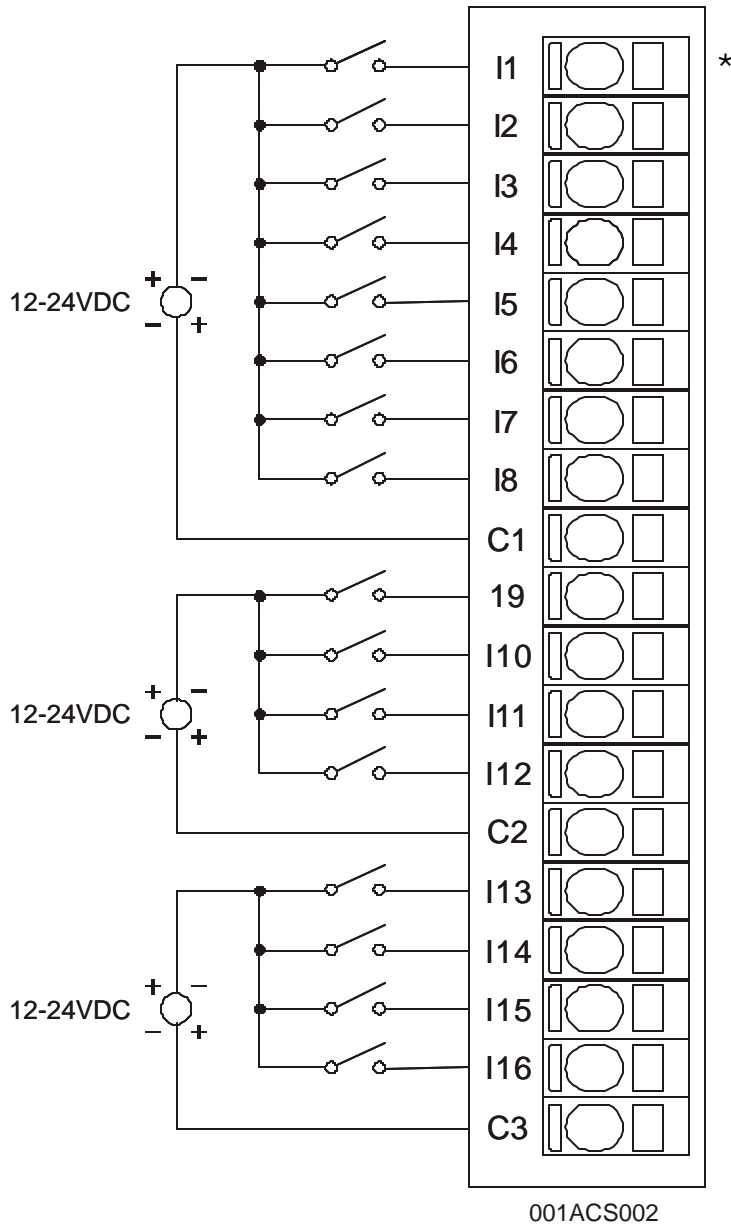 I1 *
I2
I3
I4
+ −
12-24VDC
− +
I5
I6
I7
I8
C1
19
I10
+ −
12-24VDC
− +
I11
I12
C2
I13
I14
+ −
12-24VDC
− +
I15
I16
C3
001ACS002